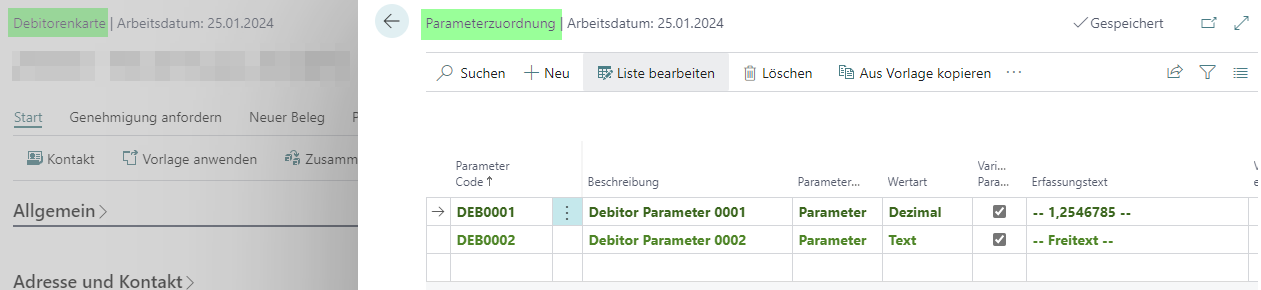 Debitorenkarte | Arbeitsdatum: 25.01.2024
Start Genehmigung anfordern Neuer Beleg
Kontakt Vorlage anwenden Zusamm
Allgemein
Adresse und Kontakt
Parameterzuordnung | Arbeitsdatum: 25.01.2024 Gespeichert
Suchen Neu Liste bearbeiten Löschen Aus Vorlage kopieren ...
Parameter Code ↑ Beschreibung Parameter... Wertart Vari... Para... Erfassungstext
DEB0001 Debitor Parameter 0001 Parameter Dezimal -- 1,2546785 --
DEB0002 Debitor Parameter 0002 Parameter Text -- Freitext --